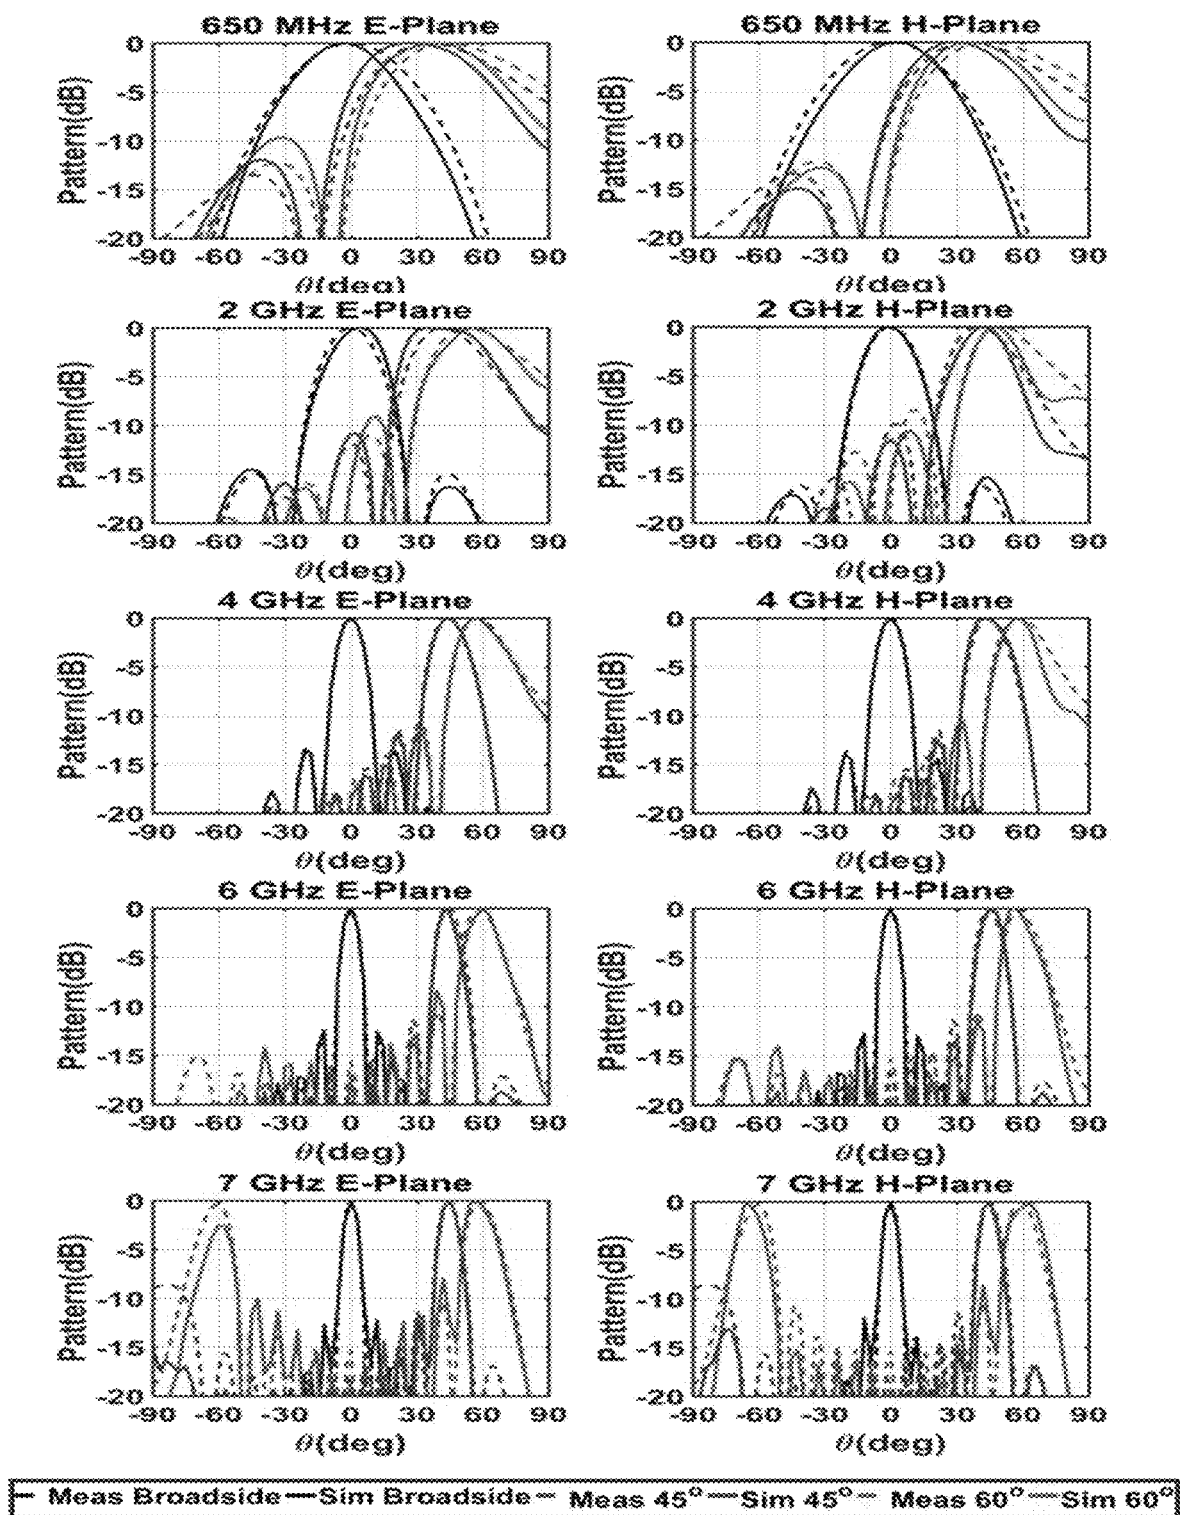 650 MHz E-Plane
650 MHz H-Plane
Pattern(dB)
0
-5
-10
-15
-20
-90 -60 -30 0 30 60 90
θ(deg)
Pattern(dB)
0
-5
-10
-15
-20
-90 -60 -30 0 30 60 90
θ(deg)
2 GHz E-Plane
2 GHz H-Plane
Pattern(dB)
0
-5
-10
-15
-20
-90 -60 -30 0 30 60 90
θ(deg)
Pattern(dB)
0
-5
-10
-15
-20
-90 -60 -30 0 30 60 90
θ(deg)
4 GHz E-Plane
4 GHz H-Plane
Pattern(dB)
0
-5
-10
-15
-20
-90 -60 -30 0 30 60 90
θ(deg)
Pattern(dB)
0
-5
-10
-15
-20
-90 -60 -30 0 30 60 90
θ(deg)
6 GHz E-Plane
6 GHz H-Plane
Pattern(dB)
0
-5
-10
-15
-20
-90 -60 -30 0 30 60 90
θ(deg)
Pattern(dB)
0
-5
-10
-15
-20
-90 -60 -30 0 30 60 90
θ(deg)
7 GHz E-Plane
7 GHz H-Plane
Pattern(dB)
0
-5
-10
-15
-20
-90 -60 -30 0 30 60 90
θ(deg)
Pattern(dB)
0
-5
-10
-15
-20
-90 -60 -30 0 30 60 90
θ(deg)
Meas Broadside Sim Broadside Meas 45° Sim 45° Meas 60° Sim 60°